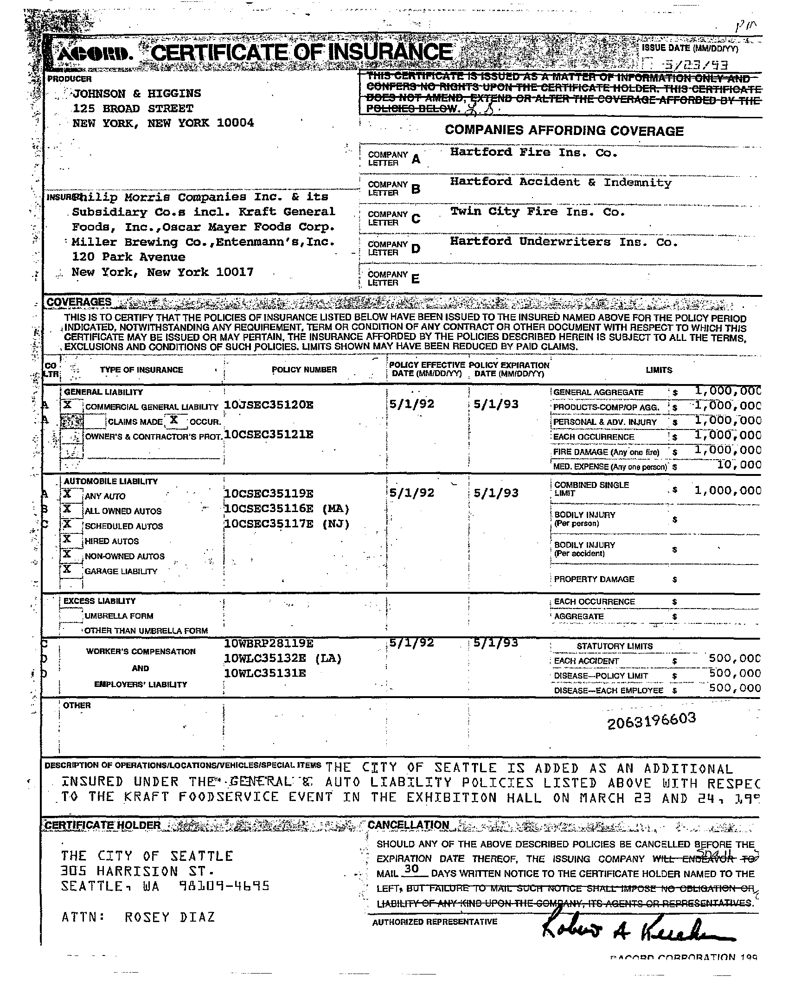 pm
ACORD. CERTIFICATE OF INSURANCE
ISSUE DATE (MM/DD/YY)
3/23/93
PRODUCER
JOHNSON & HIGGINS
125 BROAD STREET
NEW YORK, NEW YORK 10004
THIS CERTIFICATE IS ISSUED AS A MATTER OF INFORMATION ONLY AND
CONFERS NO RIGHTS UPON THE CERTIFICATE HOLDER. THIS CERTIFICATE
DOES NOT AMEND, EXTEND OR ALTER THE COVERAGE AFFORDED BY THE
POLICIES BELOW.
COMPANIES AFFORDING COVERAGE
COMPANY LETTER A Hartford Fire Ins. Co.
COMPANY LETTER B Hartford Accident & Indemnity
INSURED Philip Morris Companies Inc. & its
Subsidiary Co.s incl. Kraft General
Foods, Inc.,Oscar Mayer Foods Corp.
Miller Brewing Co.,Entenmann's,Inc.
120 Park Avenue
New York, New York 10017
COMPANY LETTER C Twin City Fire Ins. Co.
COMPANY LETTER D Hartford Underwriters Ins. Co.
COMPANY LETTER E
COVERAGES
THIS IS TO CERTIFY THAT THE POLICIES OF INSURANCE LISTED BELOW HAVE BEEN ISSUED TO THE INSURED NAMED ABOVE FOR THE POLICY PERIOD
INDICATED, NOTWITHSTANDING ANY REQUIREMENT, TERM OR CONDITION OF ANY CONTRACT OR OTHER DOCUMENT WITH RESPECT TO WHICH THIS
CERTIFICATE MAY BE ISSUED OR MAY PERTAIN, THE INSURANCE AFFORDED BY THE POLICIES DESCRIBED HEREIN IS SUBJECT TO ALL THE TERMS,
EXCLUSIONS AND CONDITIONS OF SUCH POLICIES. LIMITS SHOWN MAY HAVE BEEN REDUCED BY PAID CLAIMS.
CO LTR TYPE OF INSURANCE POLICY NUMBER POLICY EFFECTIVE DATE (MM/DD/YY) POLICY EXPIRATION DATE (MM/DD/YY) LIMITS
GENERAL LIABILITY GENERAL AGGREGATE $ 1,000,000
A X COMMERCIAL GENERAL LIABILITY 10JSEC35120E 5/1/92 5/1/93 PRODUCTS-COMP/OP AGG. $ 1,000,000
A CLAIMS MADE X OCCUR. PERSONAL & ADV. INJURY $ 1,000,000
OWNER'S & CONTRACTOR'S PROT. 10CSEC35121E EACH OCCURRENCE $ 1,000,000
FIRE DAMAGE (Any one fire) $ 1,000,000
MED. EXPENSE (Any one person) $ 10,000
AUTOMOBILE LIABILITY
A X ANY AUTO 10CSEC35119E 5/1/92 5/1/93 COMBINED SINGLE LIMIT $ 1,000,000
B X ALL OWNED AUTOS 10CSEC35116E (MA)
C X SCHEDULED AUTOS 10CSEC35117E (NJ) BODILY INJURY (Per person) $
X HIRED AUTOS
X NON-OWNED AUTOS BODILY INJURY (Per accident) $
X GARAGE LIABILITY
PROPERTY DAMAGE $
EXCESS LIABILITY EACH OCCURRENCE $
UMBRELLA FORM AGGREGATE $
OTHER THAN UMBRELLA FORM
C WORKER'S COMPENSATION 10WBRP28119E 5/1/92 5/1/93 STATUTORY LIMITS
D AND 10WLC35132E (LA) EACH ACCIDENT $ 500,000
D EMPLOYERS' LIABILITY 10WLC35131E DISEASE—POLICY LIMIT $ 500,000
DISEASE—EACH EMPLOYEE $ 500,000
OTHER
2063196603
DESCRIPTION OF OPERATIONS/LOCATIONS/VEHICLES/SPECIAL ITEMS THE CITY OF SEATTLE IS ADDED AS AN ADDITIONAL
INSURED UNDER THE GENERAL & AUTO LIABILITY POLICIES LISTED ABOVE WITH RESPEC
TO THE KRAFT FOODSERVICE EVENT IN THE EXHIBITION HALL ON MARCH 23 AND 24, 199
CERTIFICATE HOLDER
THE CITY OF SEATTLE
305 HARRISION ST.
SEATTLE, WA 98109-4695
ATTN: ROSEY DIAZ
CANCELLATION
SHOULD ANY OF THE ABOVE DESCRIBED POLICIES BE CANCELLED BEFORE THE
EXPIRATION DATE THEREOF, THE ISSUING COMPANY WILL ENDEAVOR TO
MAIL 30 DAYS WRITTEN NOTICE TO THE CERTIFICATE HOLDER NAMED TO THE
LEFT, BUT FAILURE TO MAIL SUCH NOTICE SHALL IMPOSE NO OBLIGATION OR
LIABILITY OF ANY KIND UPON THE COMPANY, ITS AGENTS OR REPRESENTATIVES.
AUTHORIZED REPRESENTATIVE
Robert A
ACORD CORPORATION 199